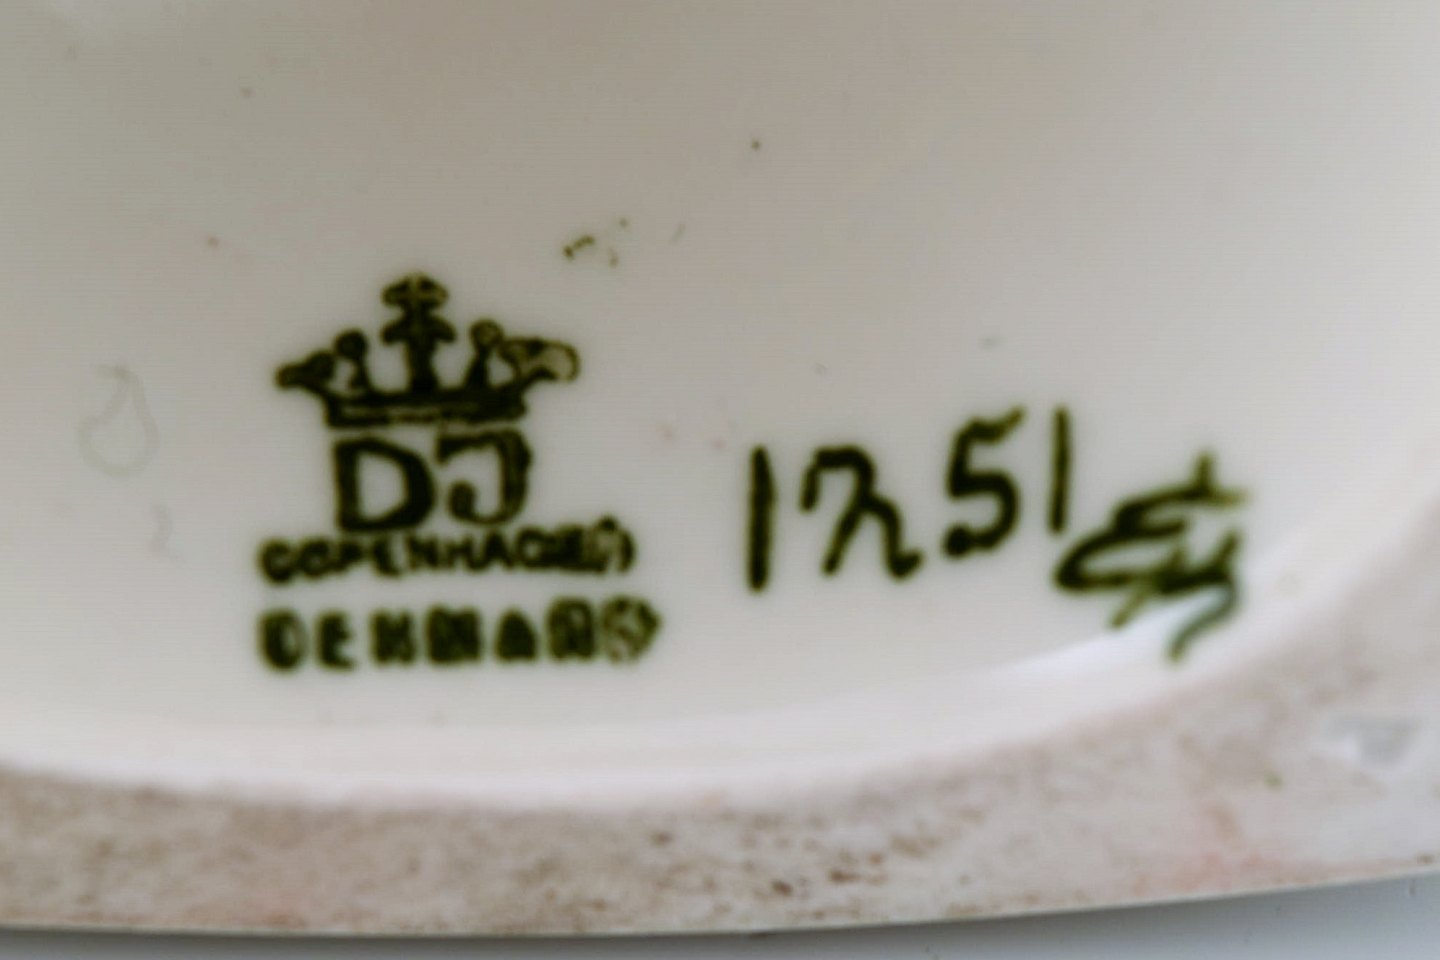 DJ
COPENHAGEN
DENMARK
1251